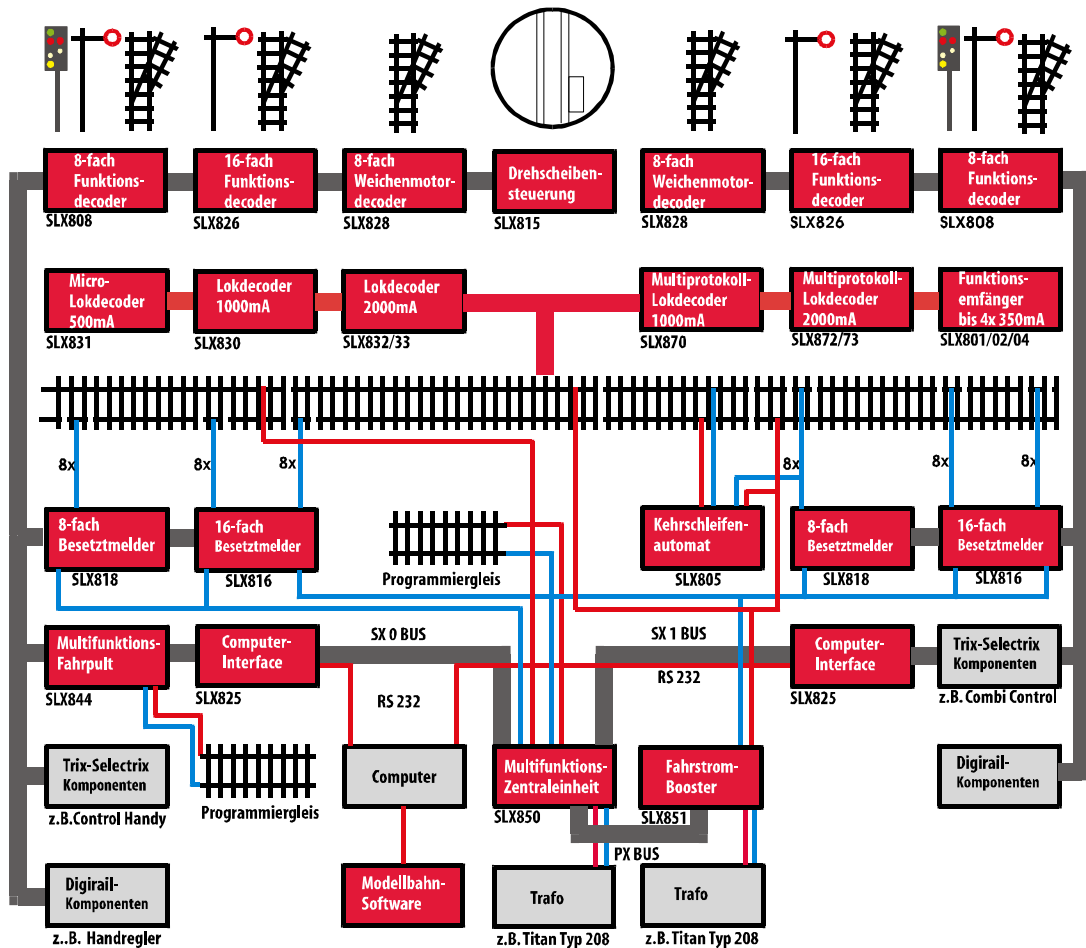 8-fach
Funktions-
decoder
SLX808
16-fach
Funktions-
decoder
SLX826
8-fach
Weichenmotor-
decoder
SLX828
Drehscheiben-
steuerung
SLX815
8-fach
Weichenmotor-
decoder
SLX828
16-fach
Funktions-
decoder
SLX826
8-fach
Funktions-
decoder
SLX808
Micro-
Lokdecoder
500mA
SLX831
Lokdecoder
1000mA
SLX830
Lokdecoder
2000mA
SLX832/33
Multiprotokoll-
Lokdecoder
1000mA
SLX870
Multiprotokoll-
Lokdecoder
2000mA
SLX872/73
Funktions-
emfänger
bis 4x 350mA
SLX801/02/04
8x
8x
8x
8x
8x
8x
8-fach
Besetztmelder
SLX818
16-fach
Besetztmelder
SLX816
Programmiergleis
Kehrschleifen-
automat
SLX805
8-fach
Besetztmelder
SLX818
16-fach
Besetztmelder
SLX816
Multifunktions-
Fahrpult
SLX844
Computer-
Interface
SLX825
SX 0 BUS
RS 232
SX 1 BUS
RS 232
Computer-
Interface
SLX825
Trix-Selectrix
Komponenten
z.B. Combi Control
Trix-Selectrix
Komponenten
z.B.Control Handy
Programmiergleis
Computer
Multifunktions-
Zentraleinheit
SLX850
Fahrstrom-
Booster
SLX851
Digirail-
Komponenten
PX BUS
Digirail-
Komponenten
z..B. Handregler
Modellbahn-
Software
Trafo
z.B. Titan Typ 208
Trafo
z.B. Titan Typ 208